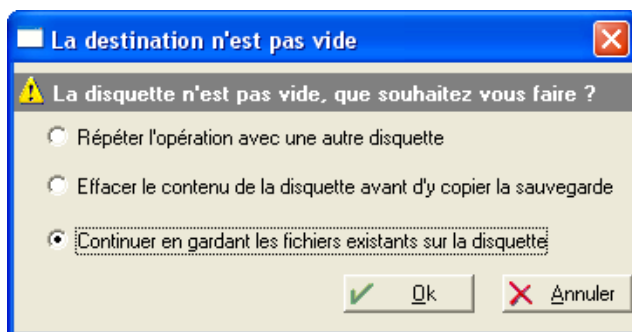 La destination n'est pas vide
La disquette n'est pas vide, que souhaitez vous faire ?
Répéter l'opération avec une autre disquette
Effacer le contenu de la disquette avant d'y copier la sauvegarde
Continuer en gardant les fichiers existants sur la disquette
Ok Annuler